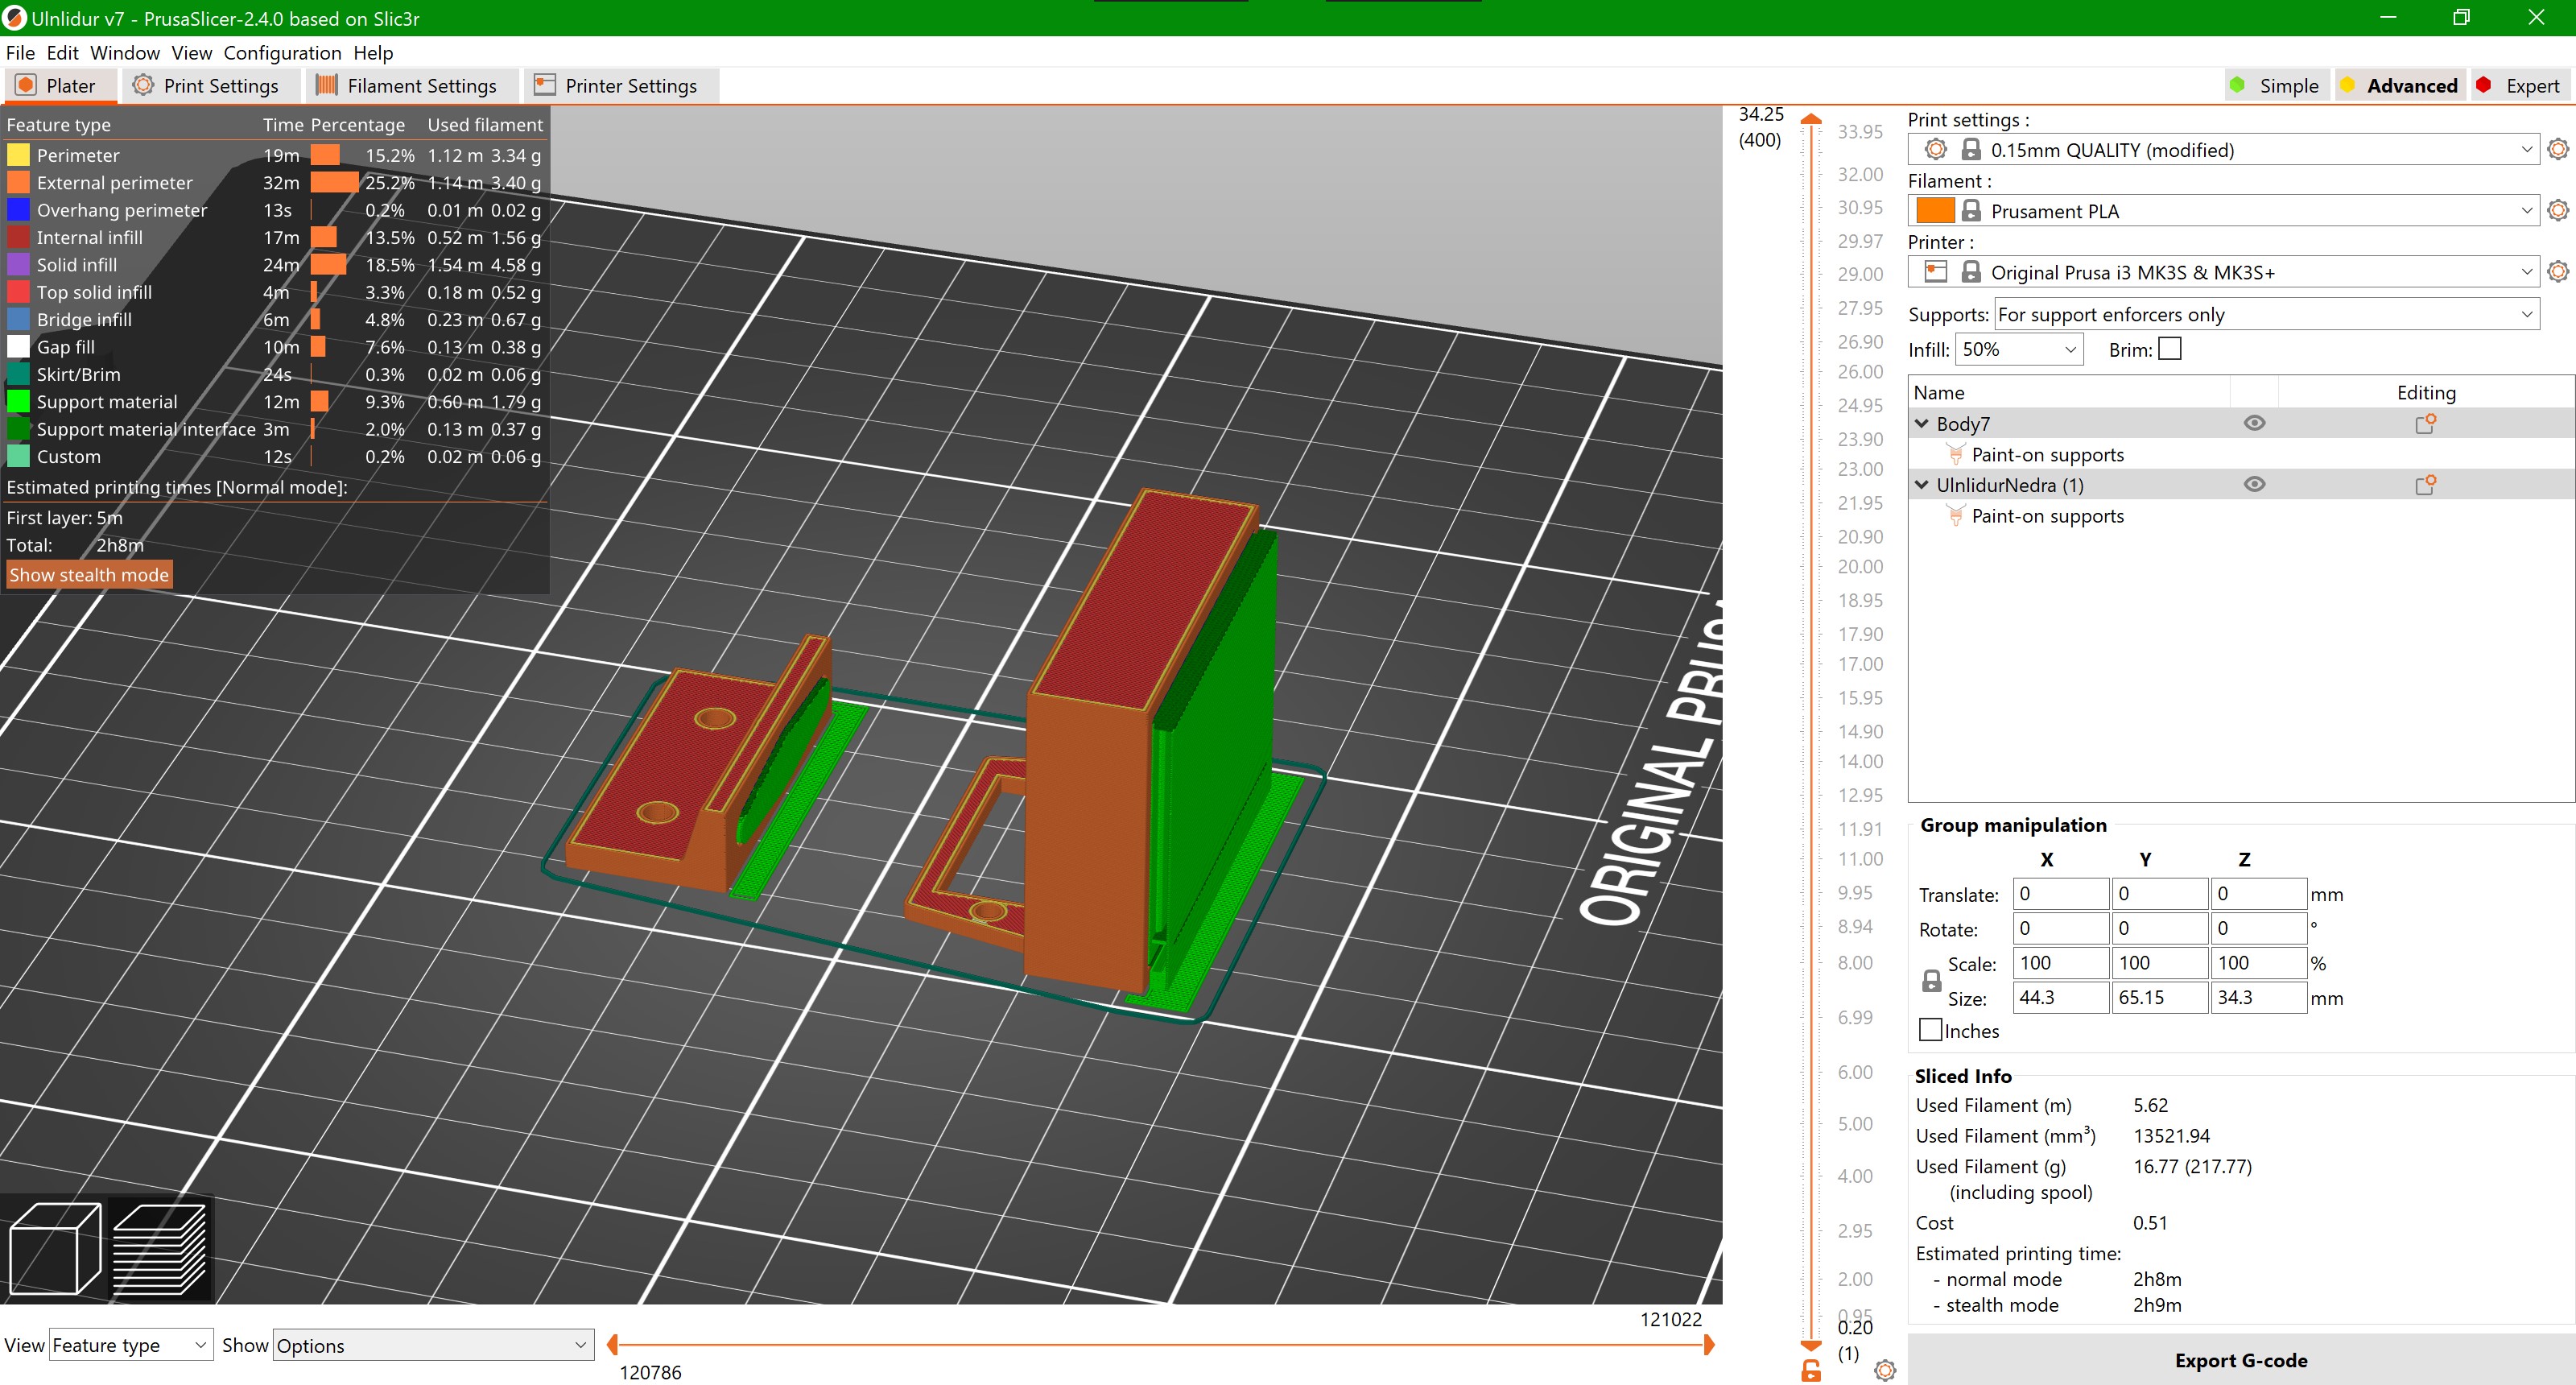 Ulnlidur v7 - PrusaSlicer-2.4.0 based on Slic3r
File Edit Window View Configuration Help
Plater Print Settings Filament Settings Printer Settings Simple Advanced Expert
Feature type Time Percentage Used filament
Perimeter 19m 15.2% 1.12 m 3.34 g
External perimeter 32m 25.2% 1.14 m 3.40 g
Overhang perimeter 13s 0.2% 0.01 m 0.02 g
Internal infill 17m 13.5% 0.52 m 1.56 g
Solid infill 24m 18.5% 1.54 m 4.58 g
Top solid infill 4m 3.3% 0.18 m 0.52 g
Bridge infill 6m 4.8% 0.23 m 0.67 g
Gap fill 10m 7.6% 0.13 m 0.38 g
Skirt/Brim 24s 0.3% 0.02 m 0.06 g
Support material 12m 9.3% 0.60 m 1.79 g
Support material interface 3m 2.0% 0.13 m 0.37 g
Custom 12s 0.2% 0.02 m 0.06 g
Estimated printing times [Normal mode]:
First layer: 5m
Total: 2h8m
Show stealth mode
ORIGINAL PRUSA
34.25
(400)
33.95
32.00
30.95
29.97
29.00
27.95
26.90
26.00
24.95
23.90
23.00
21.95
20.90
20.00
18.95
17.90
17.00
15.95
14.90
14.00
12.95
11.91
11.00
9.95
8.94
8.00
6.99
6.00
5.00
4.00
2.95
2.00
0.95
0.20
(1)
Print settings :
0.15mm QUALITY (modified)
Filament :
Prusament PLA
Printer :
Original Prusa i3 MK3S & MK3S+
Supports: For support enforcers only
Infill: 50% Brim:
Name Editing
Body7
Paint-on supports
UlnlidurNedra (1)
Paint-on supports
Group manipulation
X Y Z
Translate: 0 0 0 mm
Rotate: 0 0 0 °
Scale: 100 100 100 %
Size: 44.3 65.15 34.3 mm
Inches
Sliced Info
Used Filament (m) 5.62
Used Filament (mm³) 13521.94
Used Filament (g) 16.77 (217.77)
(including spool)
Cost 0.51
Estimated printing time:
- normal mode 2h8m
- stealth mode 2h9m
Export G-code
View Feature type Show Options
121022
120786